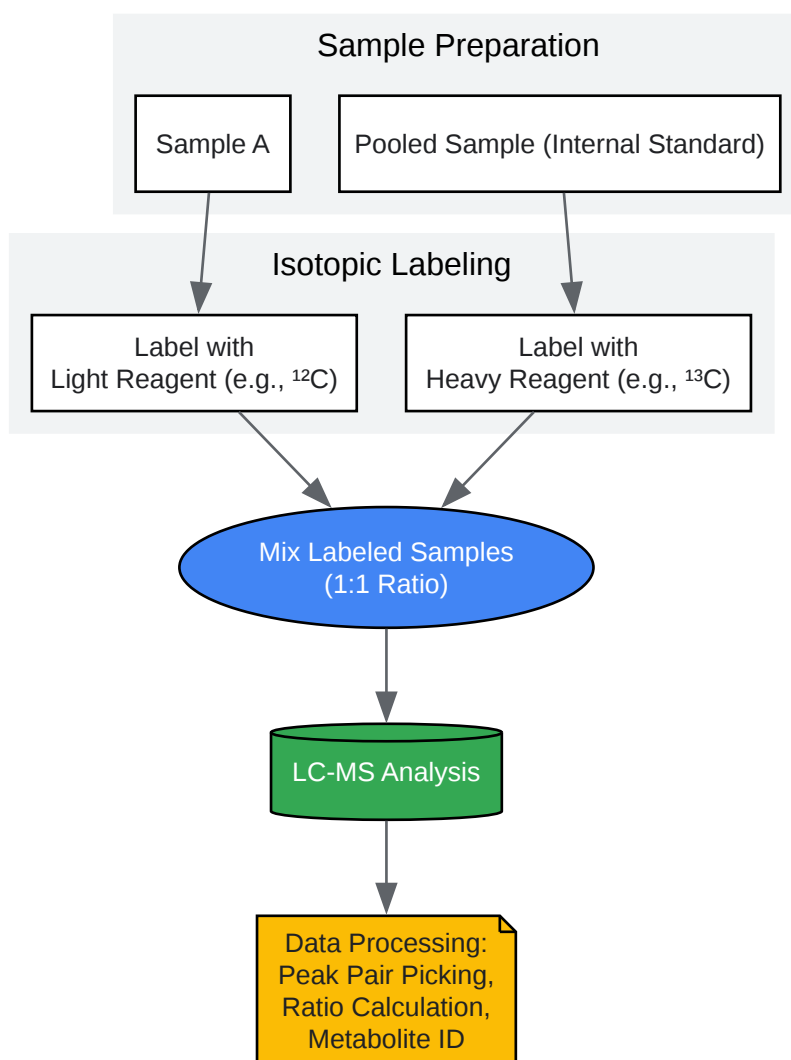 Sample Preparation
Sample A
Pooled Sample (Internal Standard)
Isotopic Labeling
Label with
Light Reagent (e.g., ¹²C)
Label with
Heavy Reagent (e.g., ¹³C)
Mix Labeled Samples
(1:1 Ratio)
LC-MS Analysis
Data Processing:
Peak Pair Picking,
Ratio Calculation,
Metabolite ID